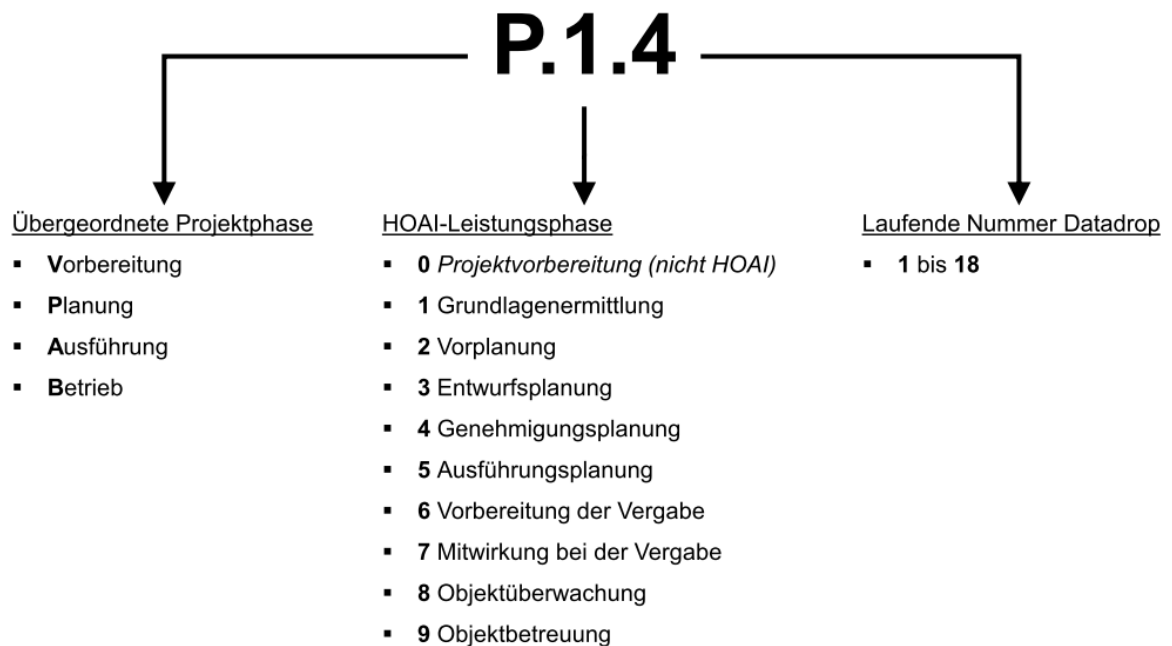 P.1.4
Übergeordnete Projektphase
▪ Vorbereitung
▪ Planung
▪ Ausführung
▪ Betrieb
HOAI-Leistungsphase
▪ 0 Projektvorbereitung (nicht HOAI)
▪ 1 Grundlagenermittlung
▪ 2 Vorplanung
▪ 3 Entwurfsplanung
▪ 4 Genehmigungsplanung
▪ 5 Ausführungsplanung
▪ 6 Vorbereitung der Vergabe
▪ 7 Mitwirkung bei der Vergabe
▪ 8 Objektüberwachung
▪ 9 Objektbetreuung
Laufende Nummer Datadrop
▪ 1 bis 18